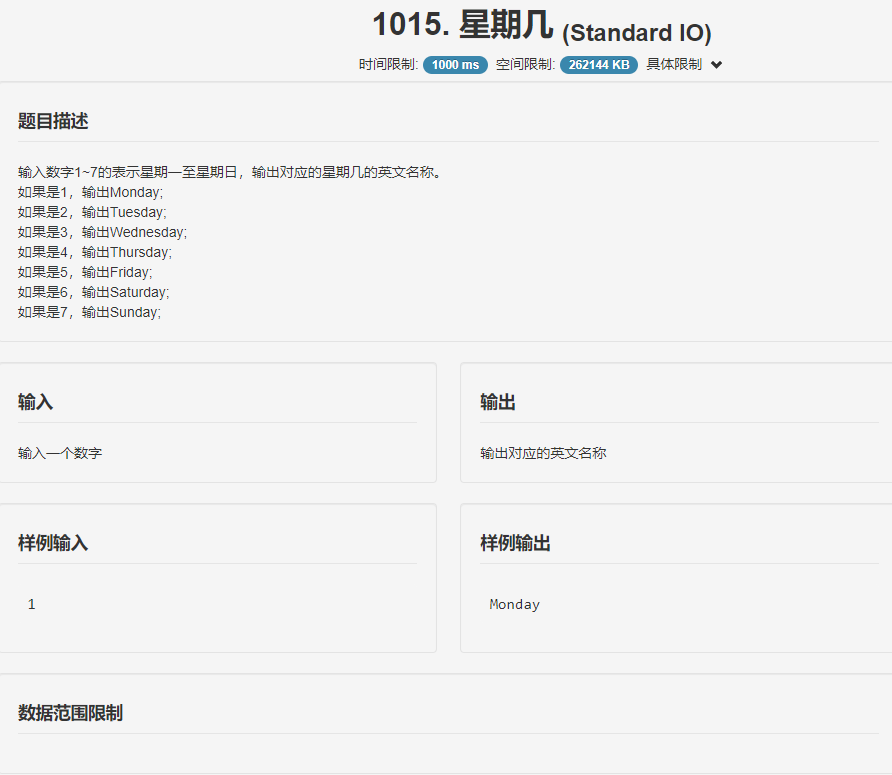 1015. 星期几 (Standard IO)
时间限制: 1000 ms 空间限制: 262144 KB 具体限制
题目描述
输入数字1~7的表示星期一至星期日，输出对应的星期几的英文名称。
如果是1，输出Monday;
如果是2，输出Tuesday;
如果是3，输出Wednesday;
如果是4，输出Thursday;
如果是5，输出Friday;
如果是6，输出Saturday;
如果是7，输出Sunday;
输入
输入一个数字
输出
输出对应的英文名称
样例输入
1
样例输出
Monday
数据范围限制